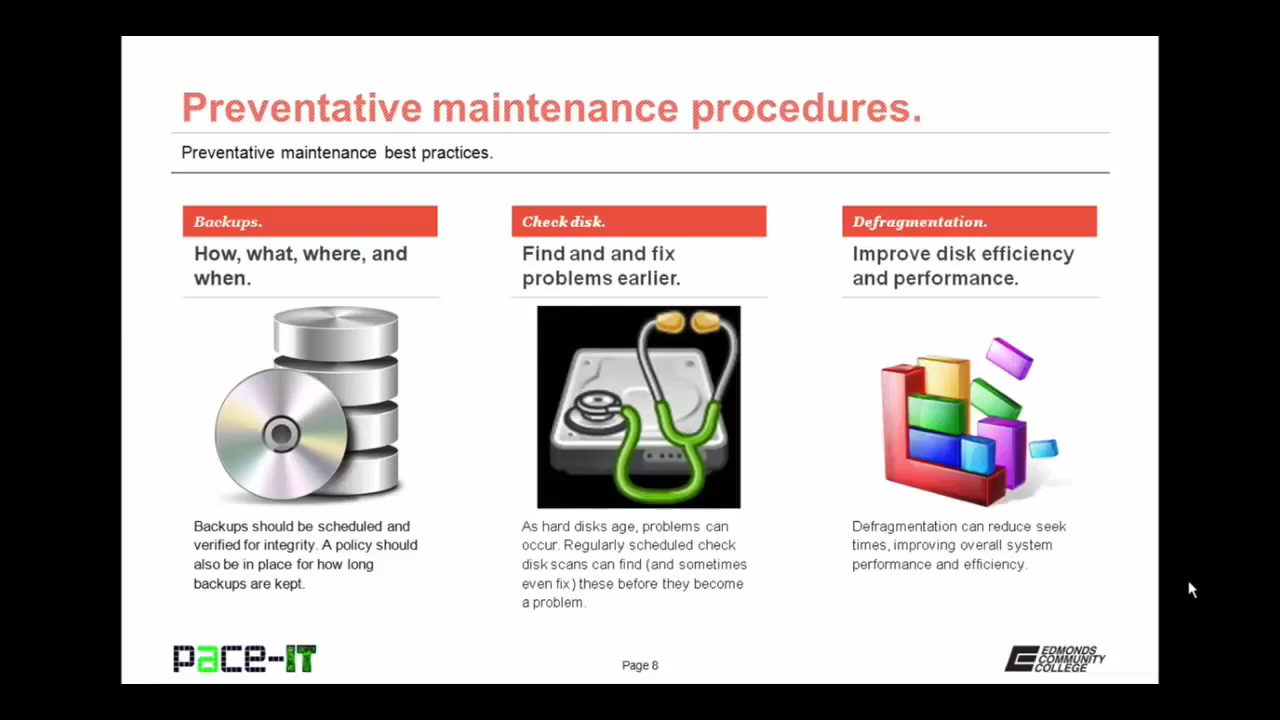 Preventative maintenance procedures.
Preventative maintenance best practices.
Backups.
How, what, where, and
when.
Backups should be scheduled and
verified for integrity. A policy should
also be in place for how long
backups are kept.
Check disk.
Find and and fix
problems earlier.
As hard disks age, problems can
occur. Regularly scheduled check
disk scans can find (and sometimes
even fix) these before they become
a problem.
Defragmentation.
Improve disk efficiency
and performance.
Defragmentation can reduce seek
times, improving overall system
performance and efficiency.
pace-IT
Page 8
EDMONDS
COMMUNITY
COLLEGE